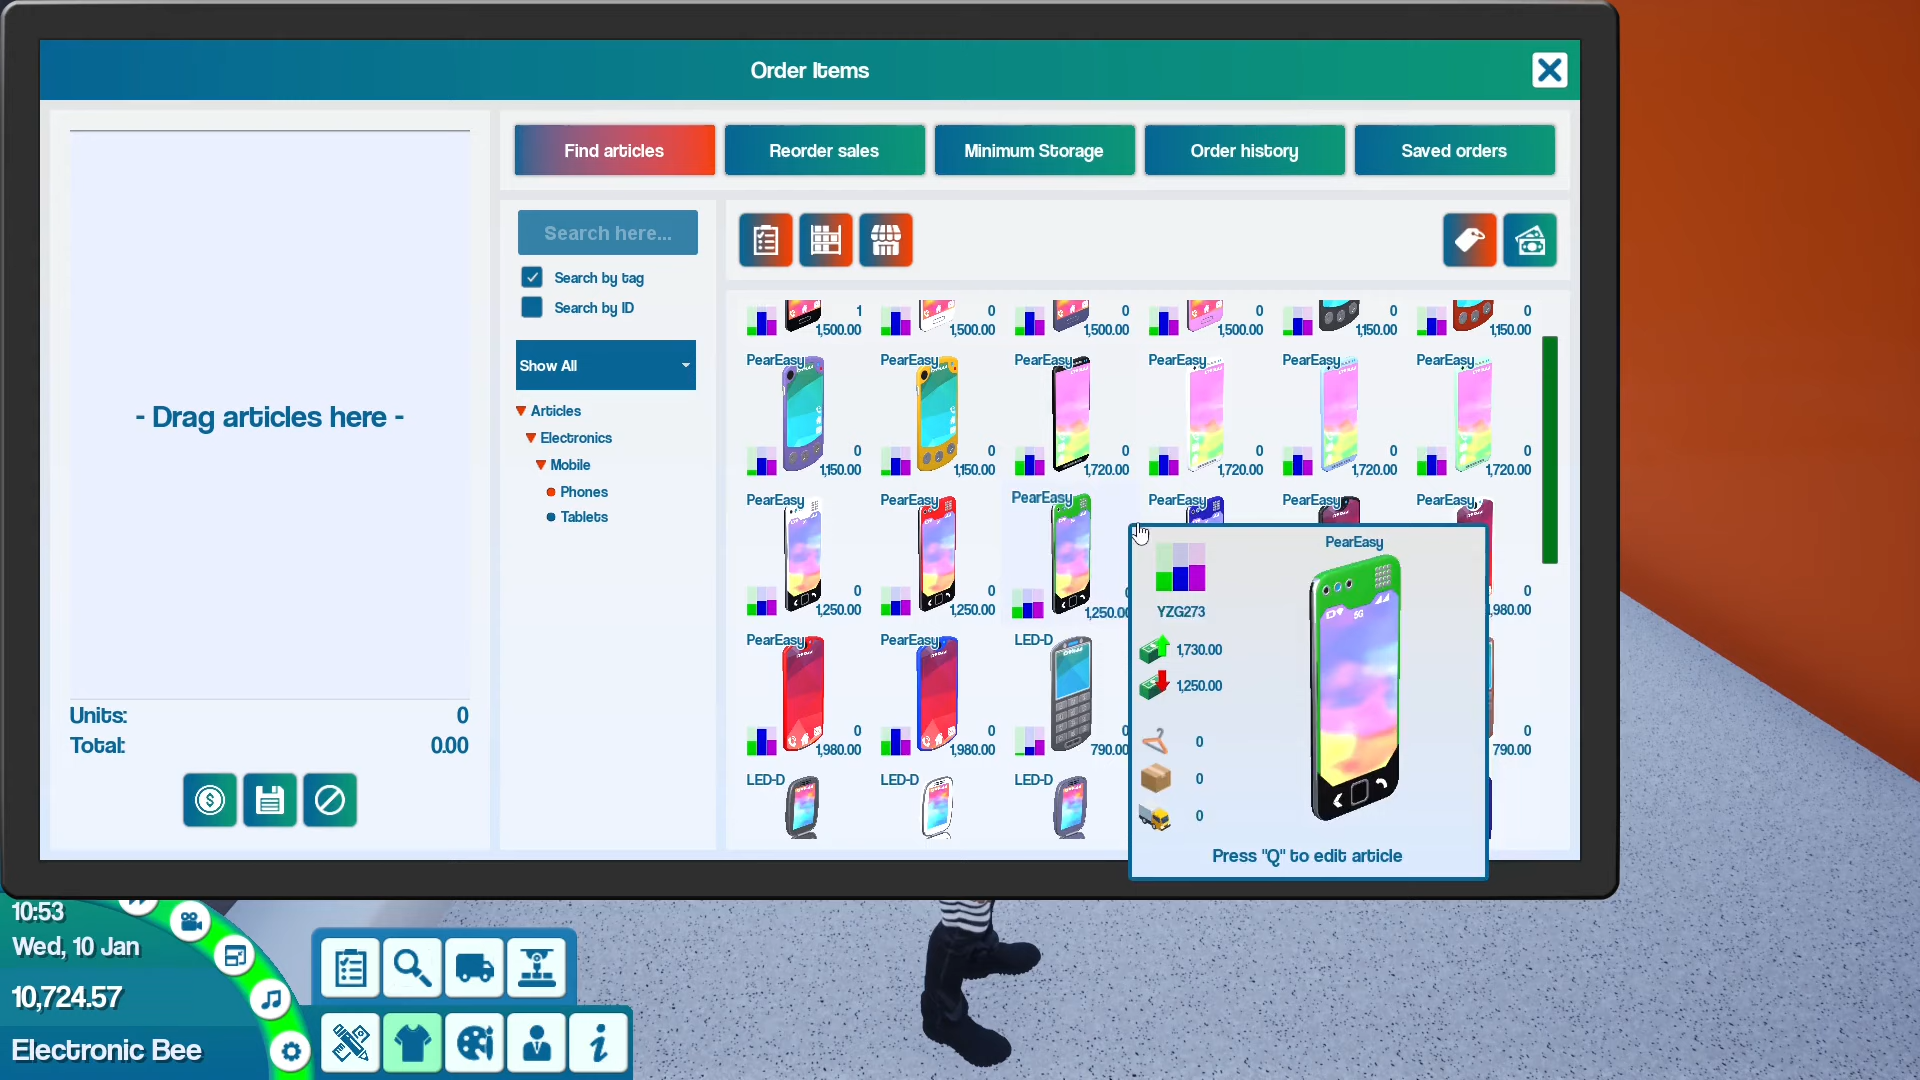 Order Items
Find articles
Reorder sales
Minimum Storage
Order history
Saved orders
Search here...
Search by tag
Search by ID
Show All
Articles
Electronics
Mobile
Phones
Tablets
- Drag articles here -
Units: 0
Total: 0.00
1 0 0 0 0 0
1,500.00 1,500.00 1,500.00 1,500.00 1,150.00 1,150.00
PearEasy PearEasy PearEasy PearEasy PearEasy PearEasy
0 0 0 0 0 0
1,150.00 1,150.00 1,720.00 1,720.00 1,720.00 1,720.00
PearEasy PearEasy PearEasy PearEasy PearEasy PearEasy
0 0 0
1,250.00 1,250.00 1,250.00 1,980.00
PearEasy PearEasy LED-D
0 0 0 0
1,980.00 1,980.00 790.00 790.00
LED-D LED-D LED-D
PearEasy
YZG273
5G
1,730.00
1,250.00
0
0
0
Press "Q" to edit article
10:53
Wed, 10 Jan
10,724.57
Electronic Bee